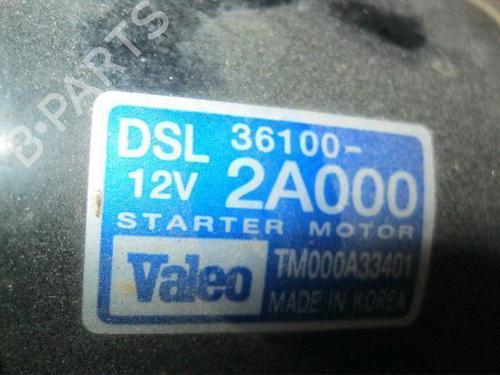 B-PARTS
DSL 36100-
12V 2A000
STARTER MOTOR
Valeo TM000A33401
MADE IN KOREA